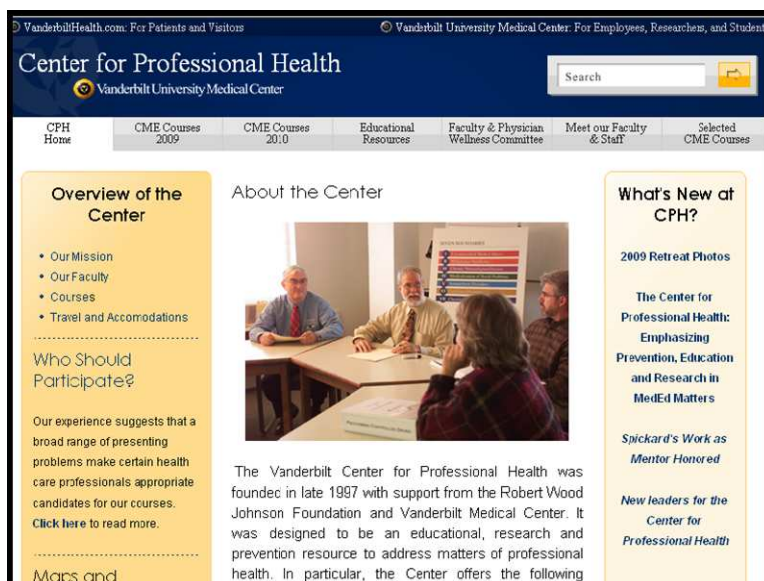 VanderbiltHealth.com: For Patients and Visitors
Vanderbilt University Medical Center: For Employees, Researchers, and Student
Center for Professional Health
Vanderbilt University Medical Center
Search
CPH
Home
CME Courses
2009
CME Courses
2010
Educational
Resources
Faculty & Physician
Wellness Committee
Meet our Faculty
& Staff
Selected
CME Courses
Overview of the
Center
• Our Mission
• Our Faculty
• Courses
• Travel and Accomodations
Who Should
Participate?
Our experience suggests that a
broad range of presenting
problems make certain health
care professionals appropriate
candidates for our courses.
Click here to read more.
Maps and
About the Center
The Vanderbilt Center for Professional Health was
founded in late 1997 with support from the Robert Wood
Johnson Foundation and Vanderbilt Medical Center. It
was designed to be an educational, research and
prevention resource to address matters of professional
health. In particular, the Center offers the following
What's New at
CPH?
2009 Retreat Photos
The Center for
Professional Health:
Emphasizing
Prevention, Education
and Research in
MedEd Matters
Spickard's Work as
Mentor Honored
New leaders for the
Center for
Professional Health